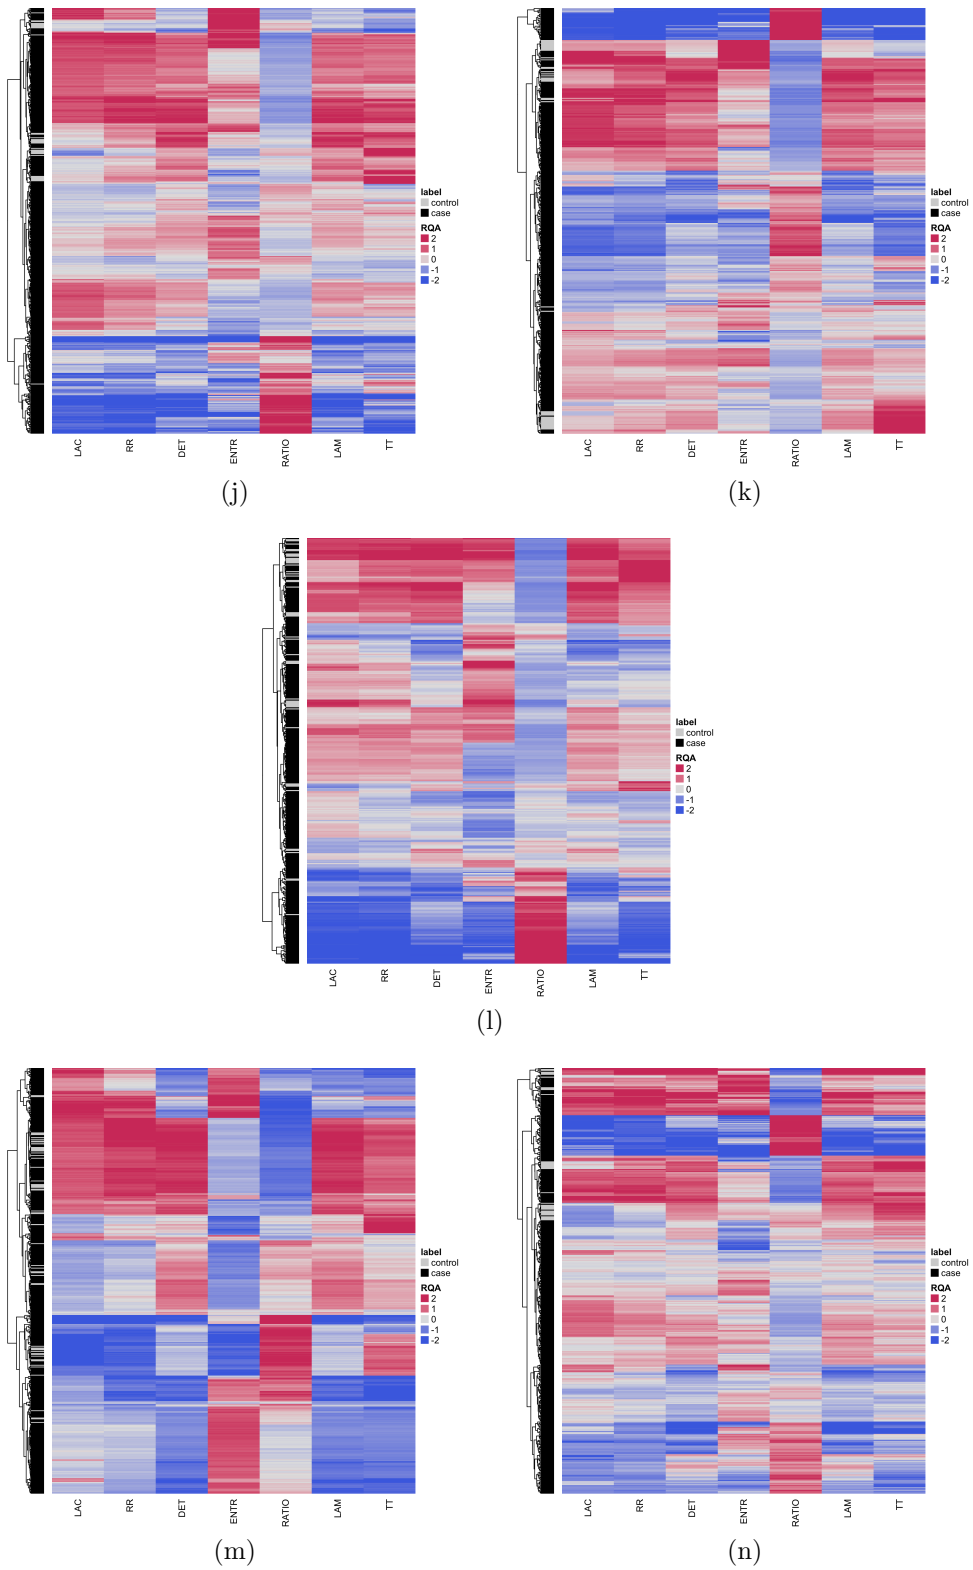 label
control
case
RQA
2
1
0
-1
-2
LAC RR DET ENTR RATIO LAM TT
(j)
label
control
case
RQA
2
1
0
-1
-2
LAC RR DET ENTR RATIO LAM TT
(k)
label
control
case
RQA
2
1
0
-1
-2
LAC RR DET ENTR RATIO LAM TT
(l)
label
control
case
RQA
2
1
0
-1
-2
LAC RR DET ENTR RATIO LAM TT
(m)
label
control
case
RQA
2
1
0
-1
-2
LAC RR DET ENTR RATIO LAM TT
(n)